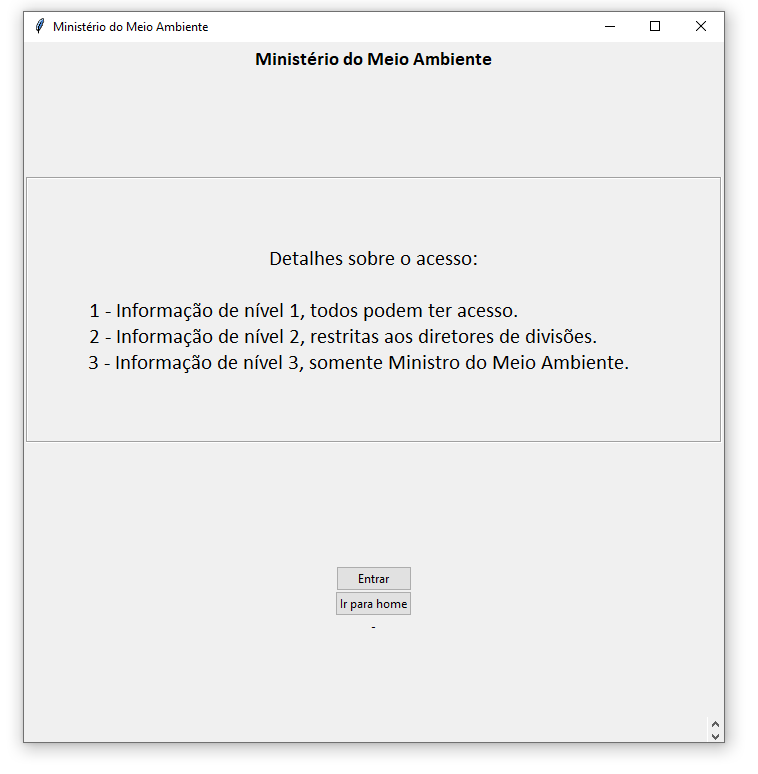 Ministério do Meio Ambiente
Ministério do Meio Ambiente
Detalhes sobre o acesso:
1 - Informação de nível 1, todos podem ter acesso.
2 - Informação de nível 2, restritas aos diretores de divisões.
3 - Informação de nível 3, somente Ministro do Meio Ambiente.
Entrar
Ir para home
-